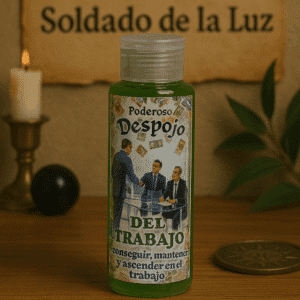 Soldado de la Luz
Poderoso
Despojo
DEL
TRABAJO
conseguir, mantener
y ascender en el
trabajo